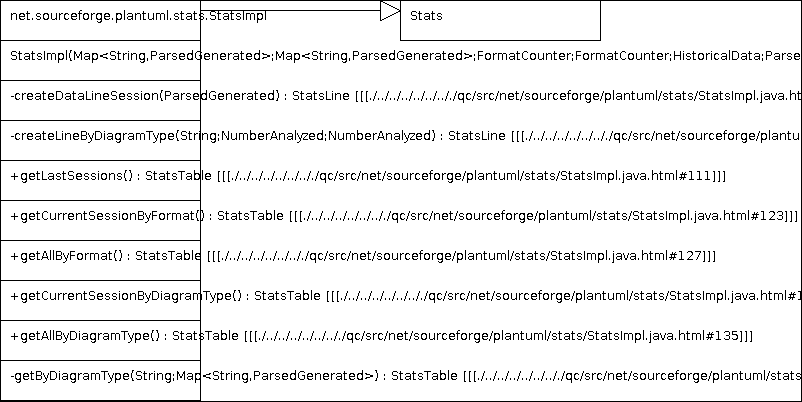 net.sourceforge.plantuml.stats.StatsImpl
Stats
StatsImpl(Map<String,ParsedGenerated>;Map<String,ParsedGenerated>;FormatCounter;FormatCounter;HistoricalData;Parse
-createDataLineSession(ParsedGenerated) : StatsLine [[[./../../../../../../../qc/src/net/sourceforge/plantuml/stats/StatsImpl.java.ht
-createLineByDiagramType(String;NumberAnalyzed;NumberAnalyzed) : StatsLine [[[./../../../../../../../qc/src/net/sourceforge/plantu
+getLastSessions() : StatsTable [[[./../../../../../../../qc/src/net/sourceforge/plantuml/stats/StatsImpl.java.html#111]]]
+getCurrentSessionByFormat() : StatsTable [[[./../../../../../../../qc/src/net/sourceforge/plantuml/stats/StatsImpl.java.html#123]]]
+getAllByFormat() : StatsTable [[[./../../../../../../../qc/src/net/sourceforge/plantuml/stats/StatsImpl.java.html#127]]]
+getCurrentSessionByDiagramType() : StatsTable [[[./../../../../../../../qc/src/net/sourceforge/plantuml/stats/StatsImpl.java.html#1
+getAllByDiagramType() : StatsTable [[[./../../../../../../../qc/src/net/sourceforge/plantuml/stats/StatsImpl.java.html#135]]]
-getByDiagramType(String;Map<String,ParsedGenerated>) : StatsTable [[[./../../../../../../../qc/src/net/sourceforge/plantuml/stats